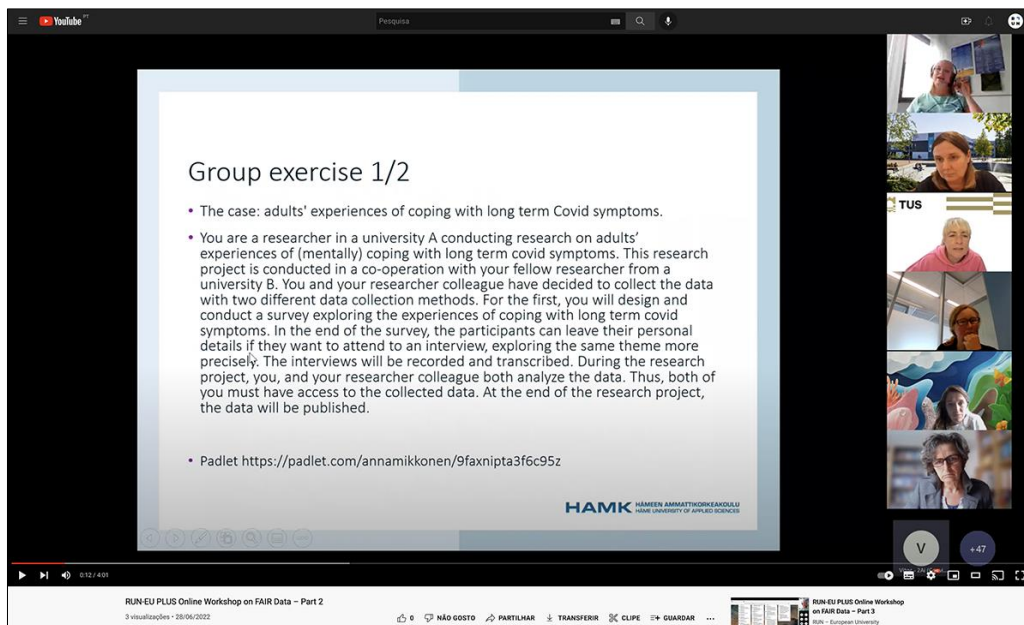 YouTube PT
Pesquisa
Group exercise 1/2
• The case: adults' experiences of coping with long term Covid symptoms.
• You are a researcher in a university A conducting research on adults'
experiences of (mentally) coping with long term covid symptoms. This research
project is conducted in a co-operation with your fellow researcher from a
university B. You and your researcher colleague have decided to collect the data
with two different data collection methods. For the first, you will design and
conduct a survey exploring the experiences of coping with long term covid
symptoms. In the end of the survey, the participants can leave their personal
details if they want to attend to an interview, exploring the same theme more
precisely. The interviews will be recorded and transcribed. During the research
project, you, and your researcher colleague both analyze the data. Thus, both of
you must have access to the collected data. At the end of the research project,
the data will be published.
• Padlet https://padlet.com/annamikkonen/9faxnipta3f6c95z
HAMK HÄMEEN AMMATTIKORKEAKOULU
HÄME UNIVERSITY OF APPLIED SCIENCES
TUS
V
+47
0:12 / 4:01
RUN-EU PLUS Online Workshop on FAIR Data – Part 2
3 visualizações • 28/06/2022
0 NÃO GOSTO PARTILHAR TRANSFERIR CLIPE GUARDAR ...
RUN-EU PLUS Online Workshop
on FAIR Data – Part 3
RUN – European University